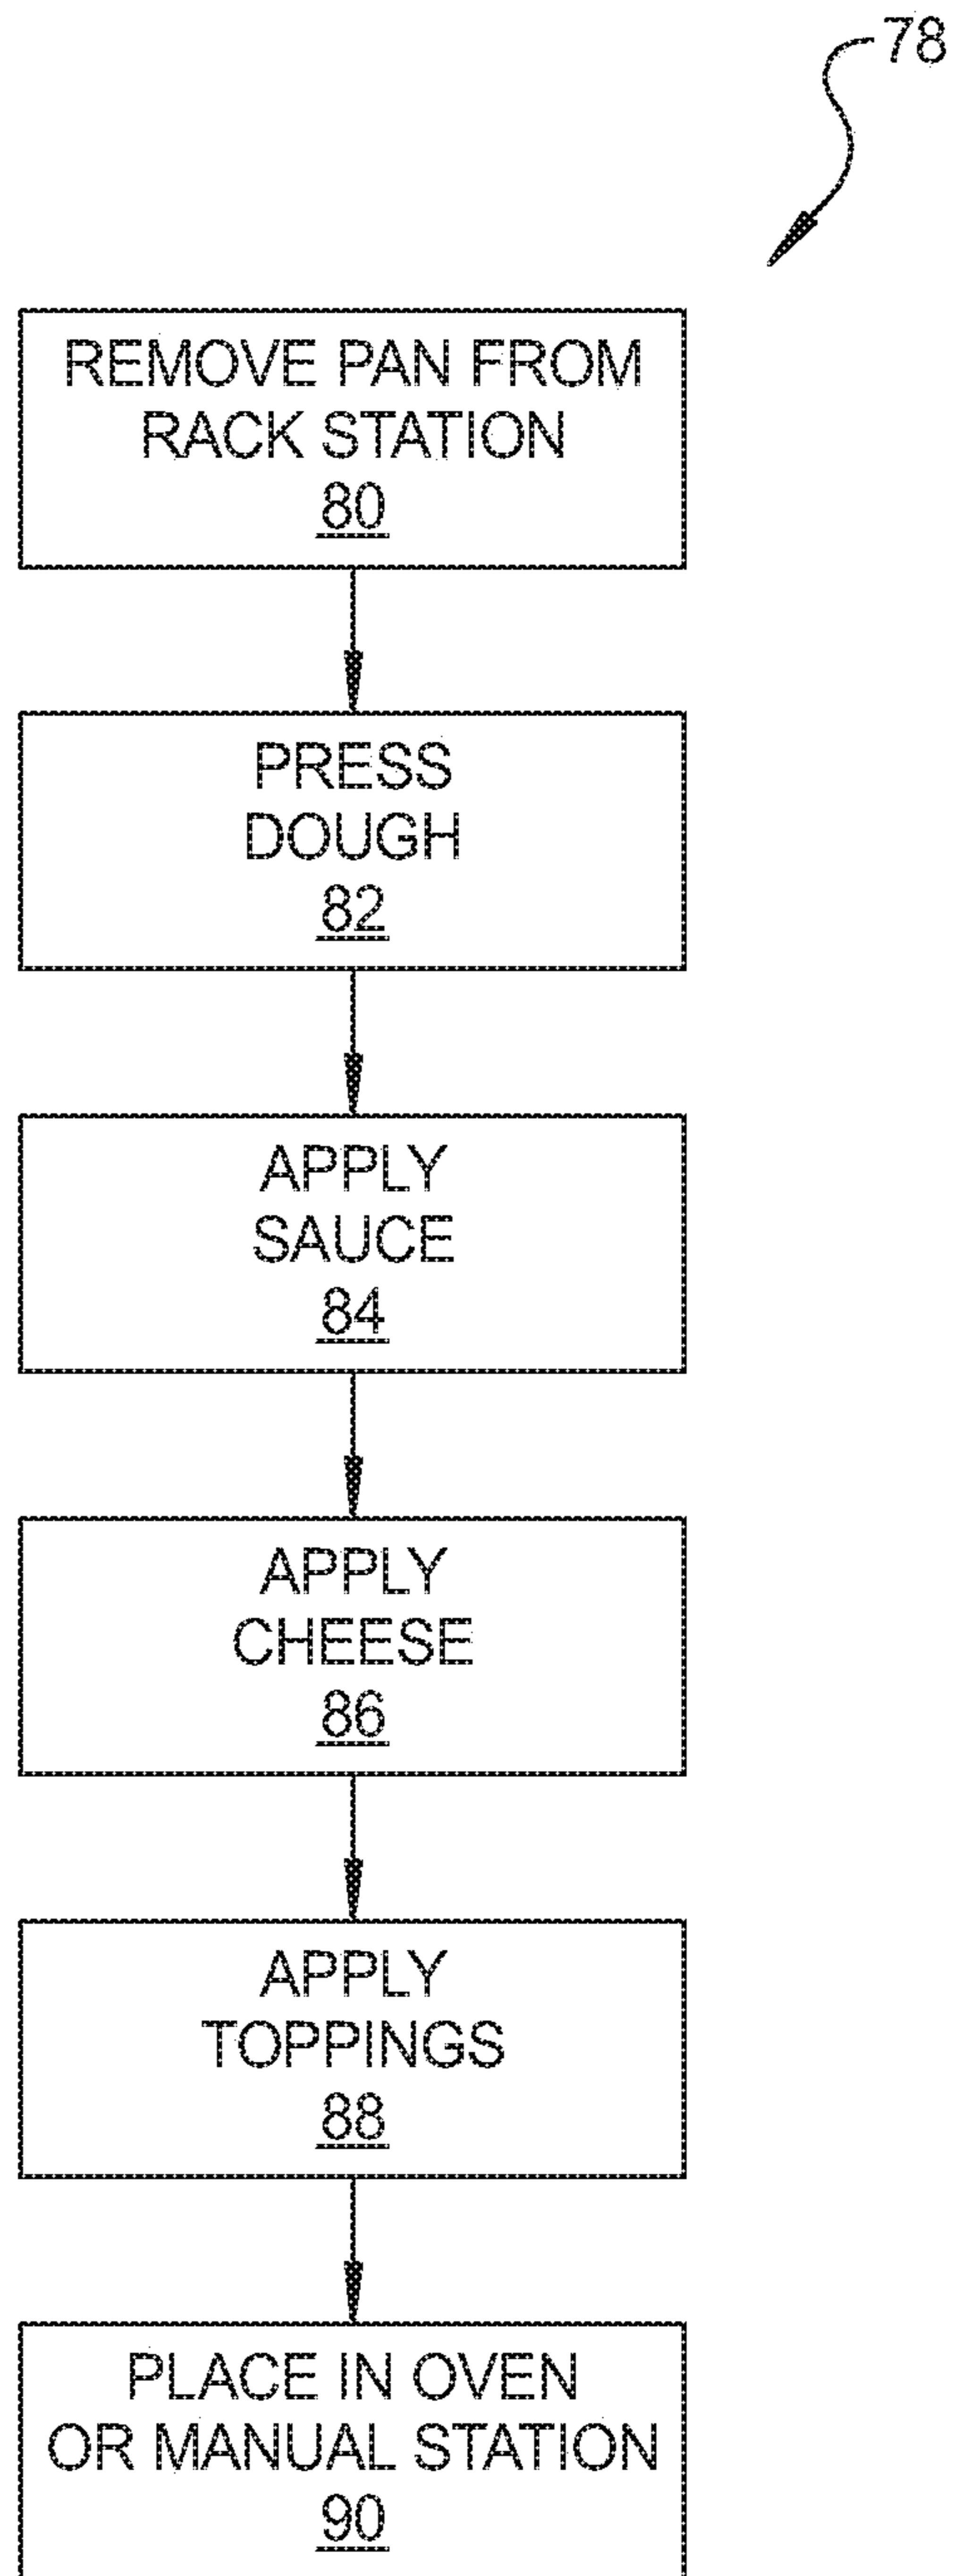 78
REMOVE PAN FROM
RACK STATION
80
PRESS
DOUGH
82
APPLY
SAUCE
84
APPLY
CHEESE
86
APPLY
TOPPINGS
88
PLACE IN OVEN
OR MANUAL STATION
90